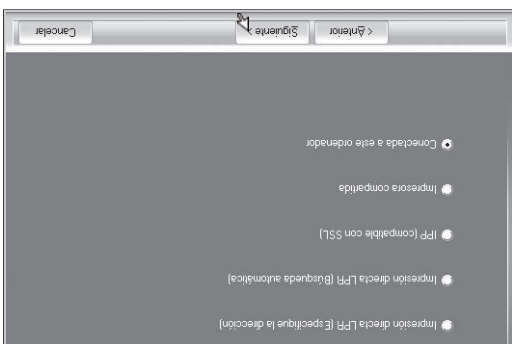 Impresión directa LPR (Especifique la dirección)
Impresión directa LPR (Búsqueda automática)
IPP (compatible con SSL)
Impresora compartida
Conectada a este ordenador
< Anterior
Siguiente >
Cancelar